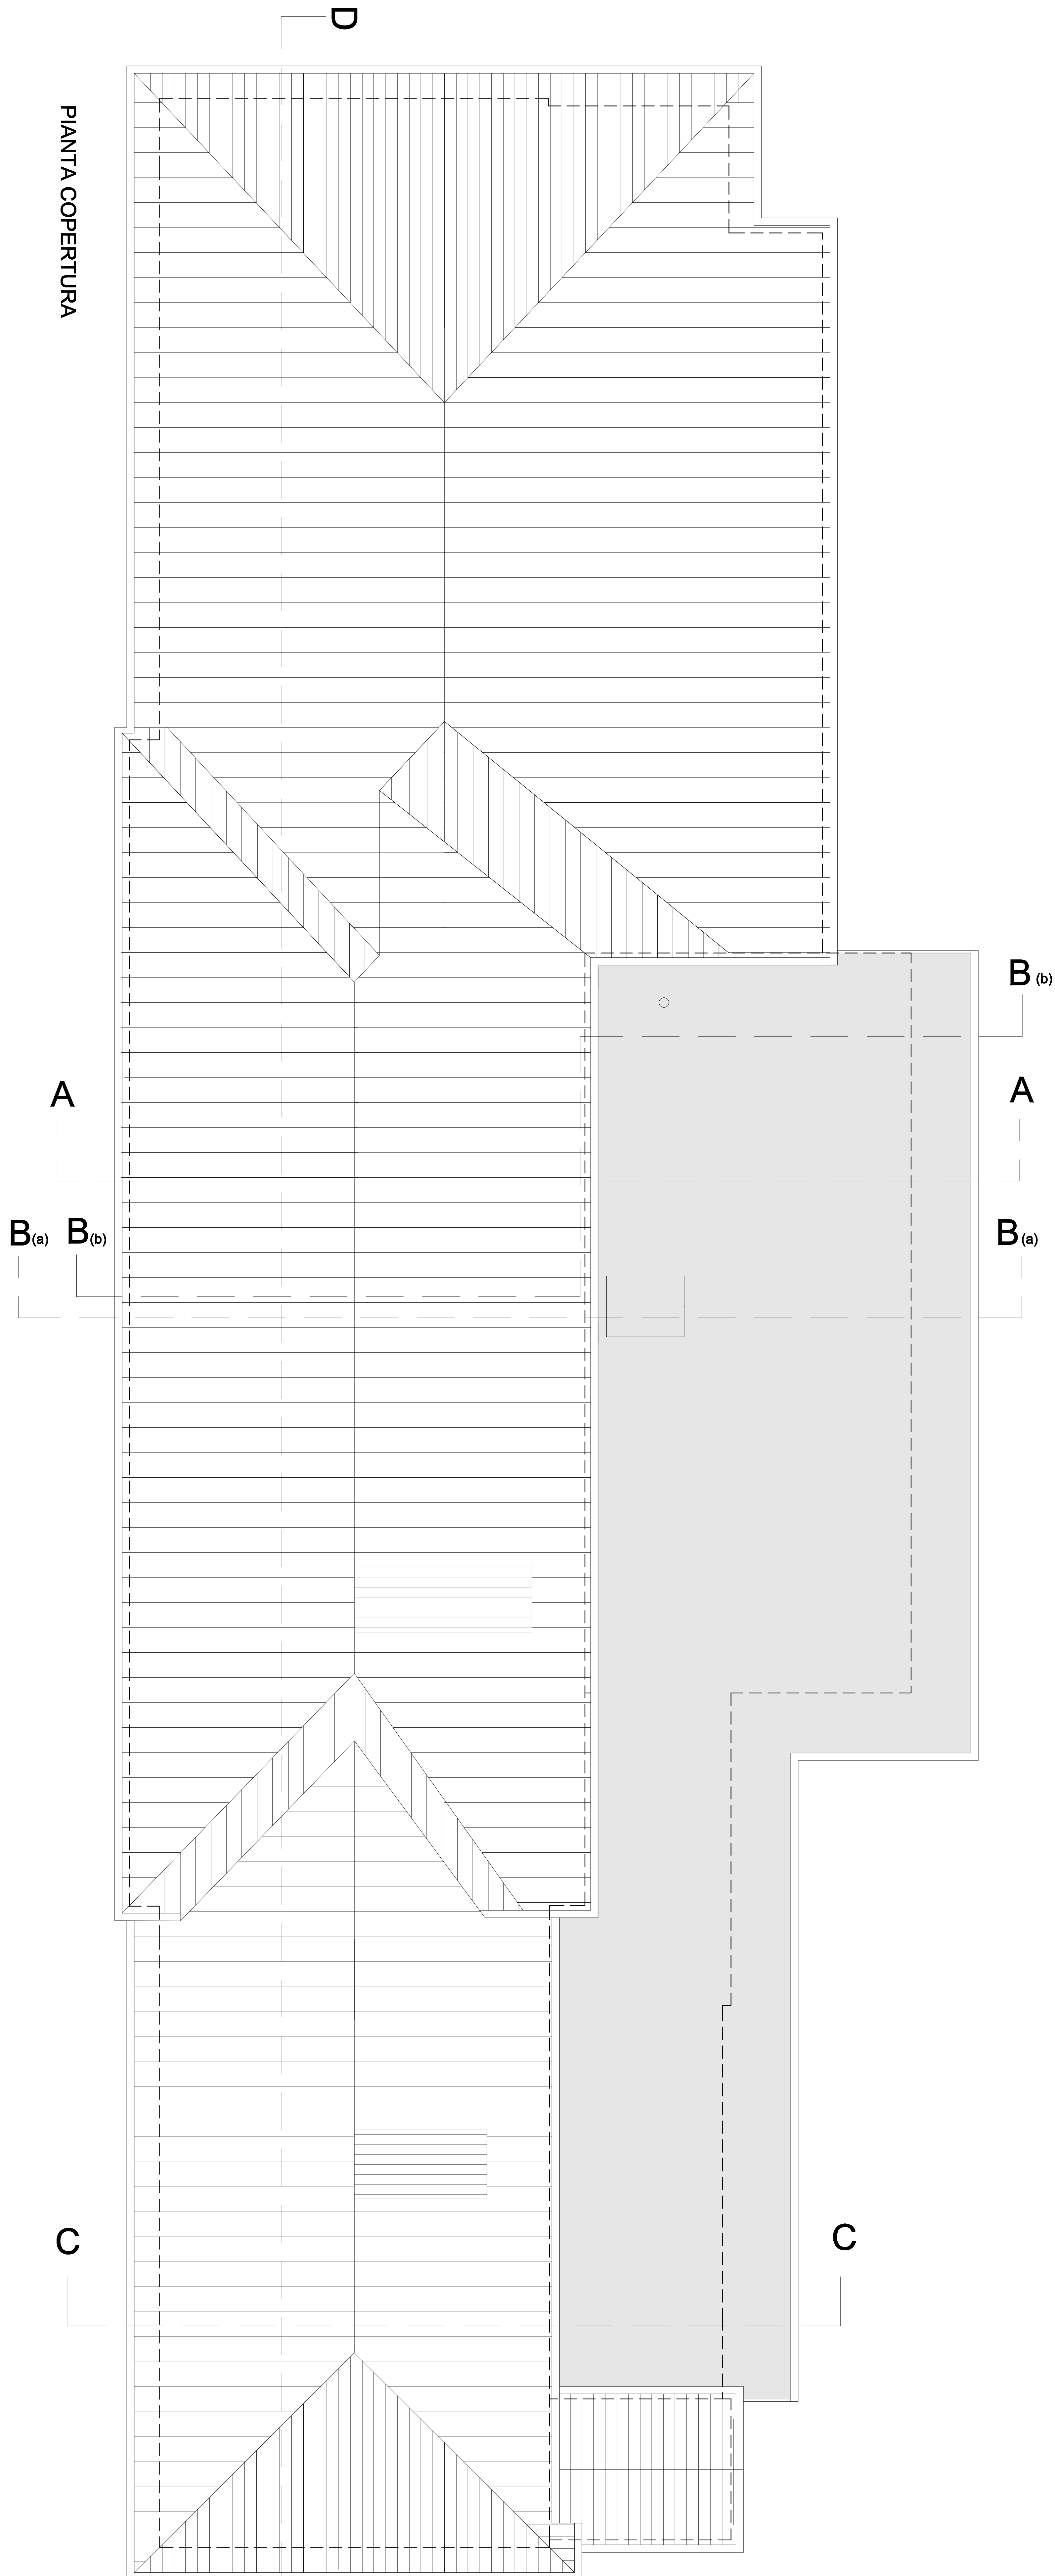 D
PIANTA COPERTURA
B (b)
A
A
B(a)
B(b)
B (a)
C
C